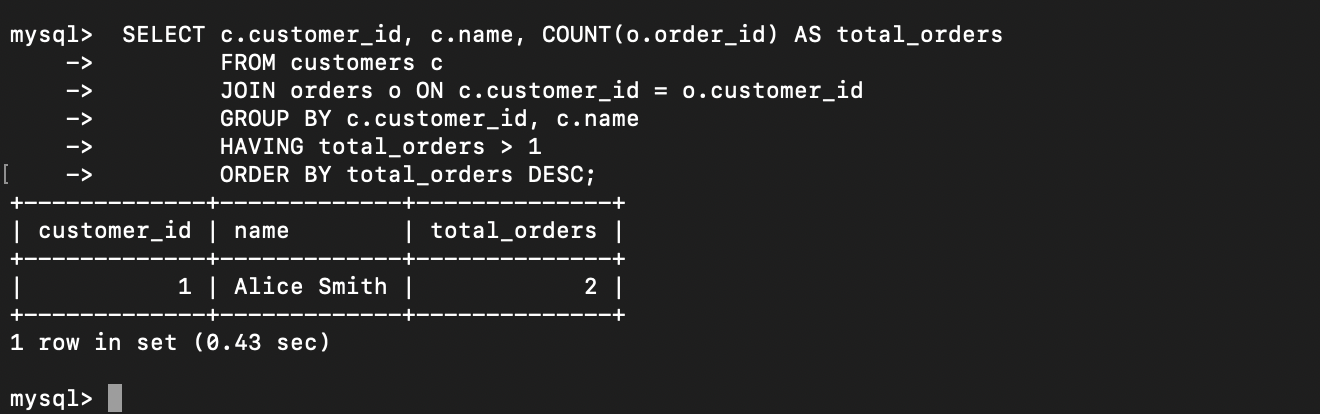 mysql>  SELECT c.customer_id, c.name, COUNT(o.order_id) AS total_orders
    ->         FROM customers c
    ->         JOIN orders o ON c.customer_id = o.customer_id
    ->         GROUP BY c.customer_id, c.name
    ->         HAVING total_orders > 1
[    ->         ORDER BY total_orders DESC;
+-------------+-------------+--------------+
| customer_id | name        | total_orders |
+-------------+-------------+--------------+
|           1 | Alice Smith |            2 |
+-------------+-------------+--------------+
1 row in set (0.43 sec)
mysql>